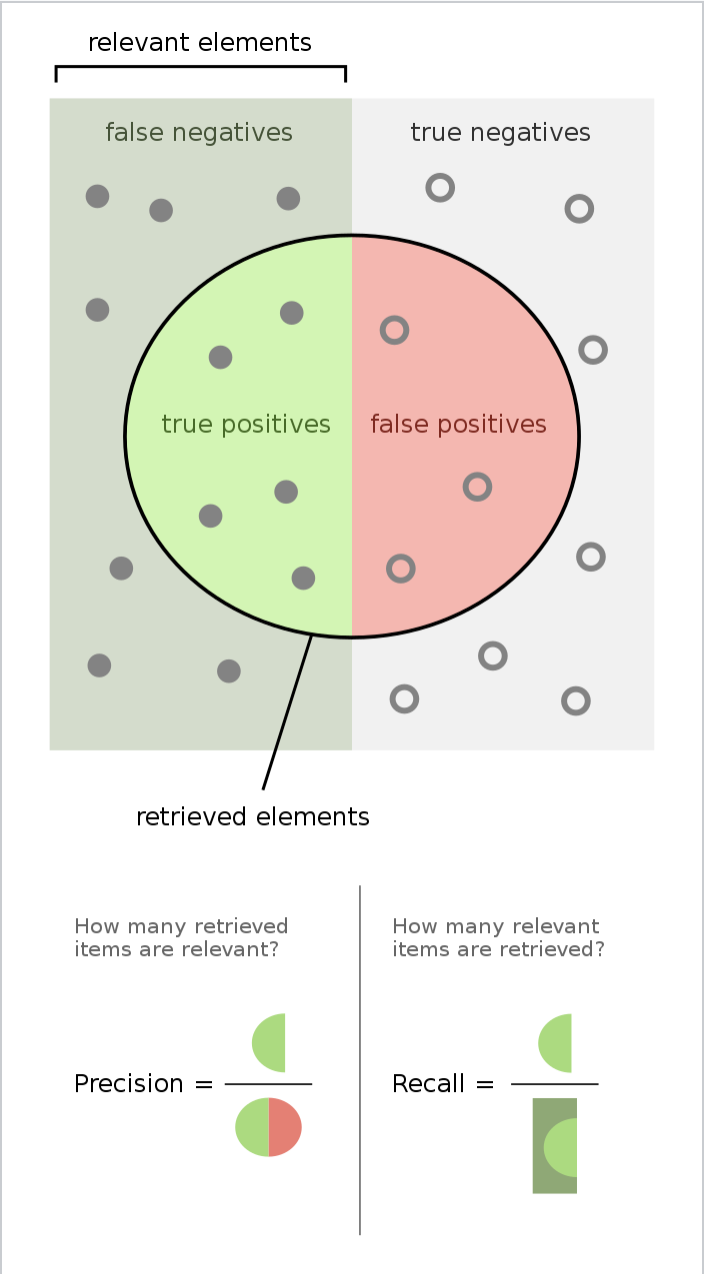 relevant elements
false negatives
true negatives
true positives
false positives
retrieved elements
How many retrieved
items are relevant?
Precision =
How many relevant
items are retrieved?
Recall =